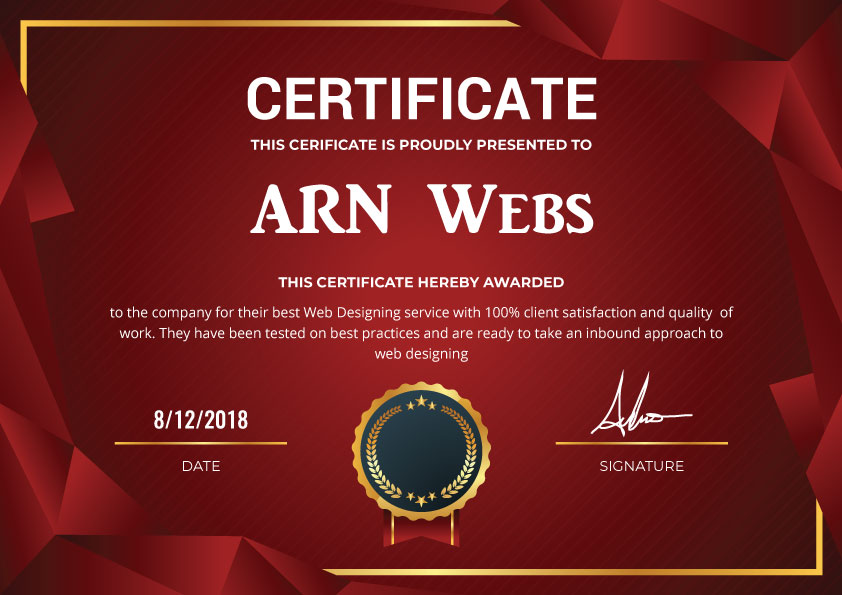 CERTIFICATE
THIS CERIFICATE IS PROUDLY PRESENTED TO
ARN WEBS
THIS CERTIFICATE HEREBY AWARDED
to the company for their best Web Designing service with 100% client satisfaction and quality of
work. They have been tested on best practices and are ready to take an inbound approach to
web designing
8/12/2018
DATE
SIGNATURE